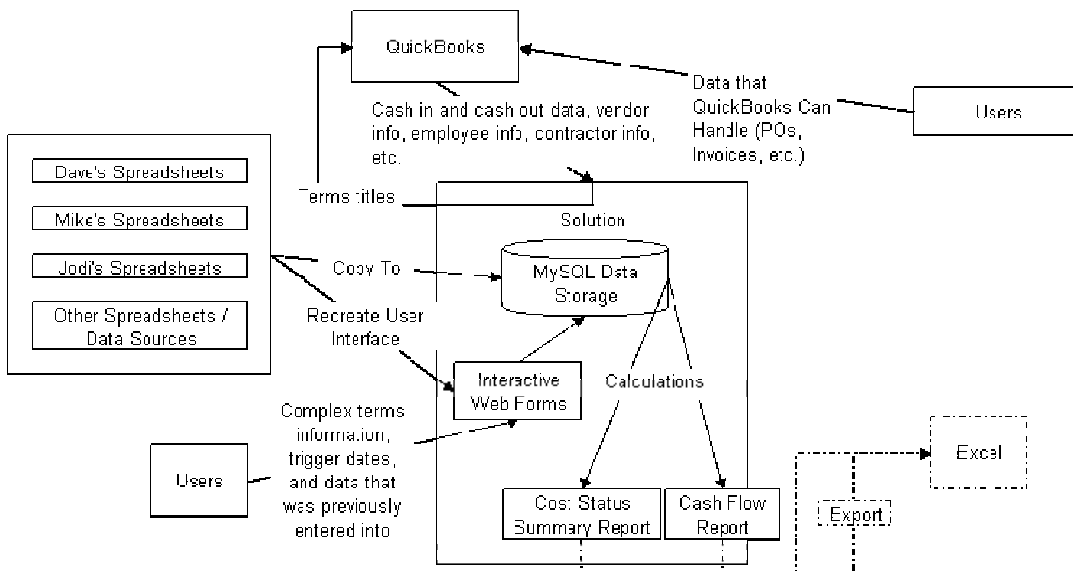 QuickBooks
Data that
QuickBooks Can
Handle (POs,
Invoices, etc.)
Users
Cash in and cash out data, vendor
info, employee info, contractor info,
etc.
Dave's Spreadsheets
Mike's Spreadsheets
Jodi's Spreadsheets
Other Spreadsheets /
Data Sources
Terms titles
Solution
Copy To
MySQL Data
Storage
Recreate User
Interface
Interactive
Web Forms
Calculations
Complex terms
information,
trigger dates,
and data that
was previously
entered into
Users
Cost Status
Summary Report
Cash Flow
Report
Excel
Export